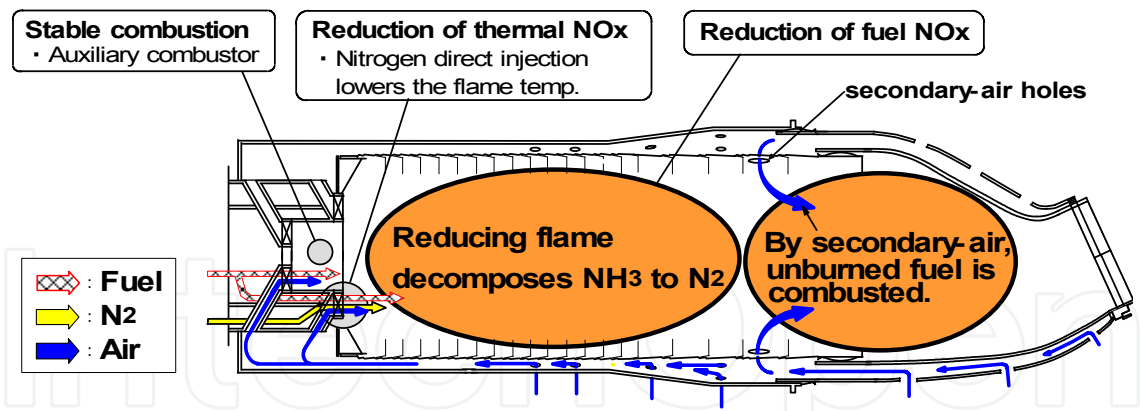 Stable combustion
・Auxiliary combustor
Reduction of thermal NOx
・Nitrogen direct injection
lowers the flame temp.
Reduction of fuel NOx
secondary-air holes
Reducing flame
decomposes NH3 to N2
By secondary-air,
unburned fuel is
combusted.
: Fuel
: N2
: Air
IntechOpen